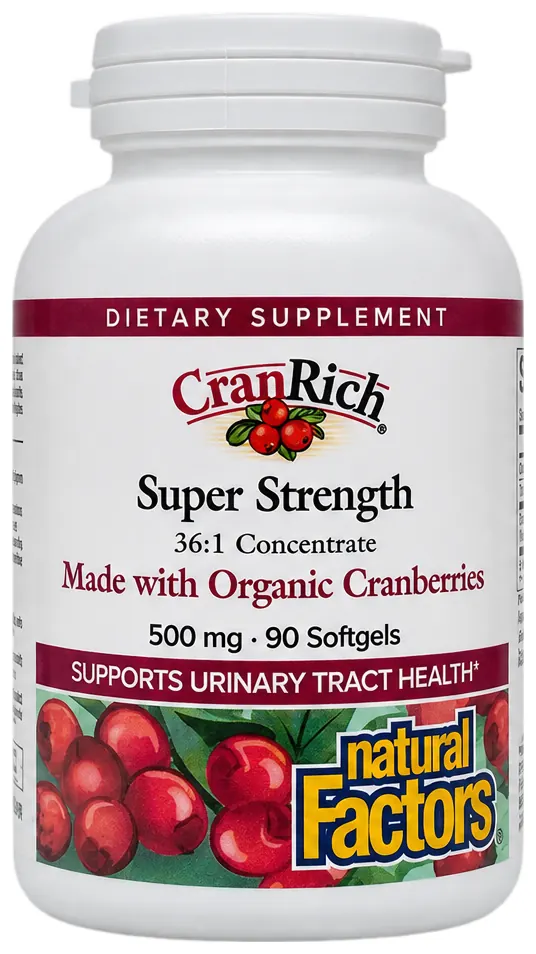 DIETARY SUPPLEMENT
CranRich®
Super Strength
36:1 Concentrate
Made with Organic Cranberries
500 mg · 90 Softgels
SUPPORTS URINARY TRACT HEALTH‡
natural
Factors®